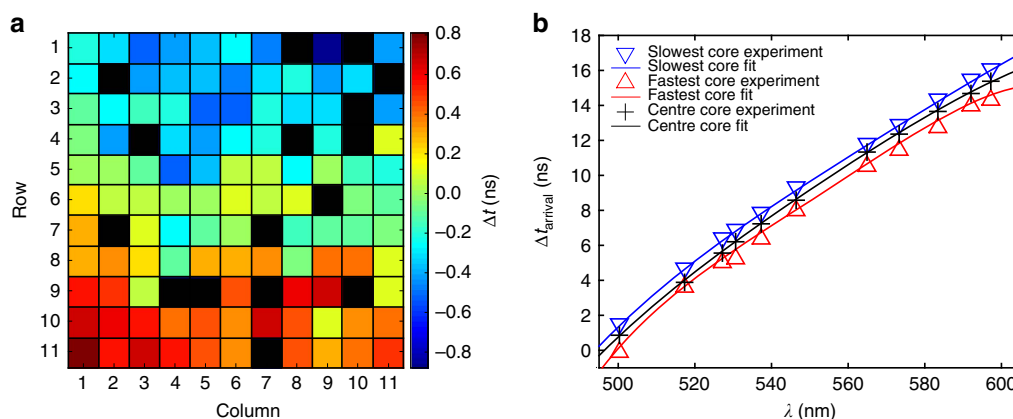 a
1
2
3
4
5
6
7
8
9
10
11
Row
1 2 3 4 5 6 7 8 9 10 11
Column
0.8
0.6
0.4
0.2
0.0
−0.2
−0.4
−0.6
−0.8
Δt (ns)
b
18
16
14
12
10
8
6
4
2
0
Δtarrival (ns)
Slowest core experiment
Slowest core fit
Fastest core experiment
Fastest core fit
Centre core experiment
Centre core fit
500 520 540 560 580 600
λ (nm)